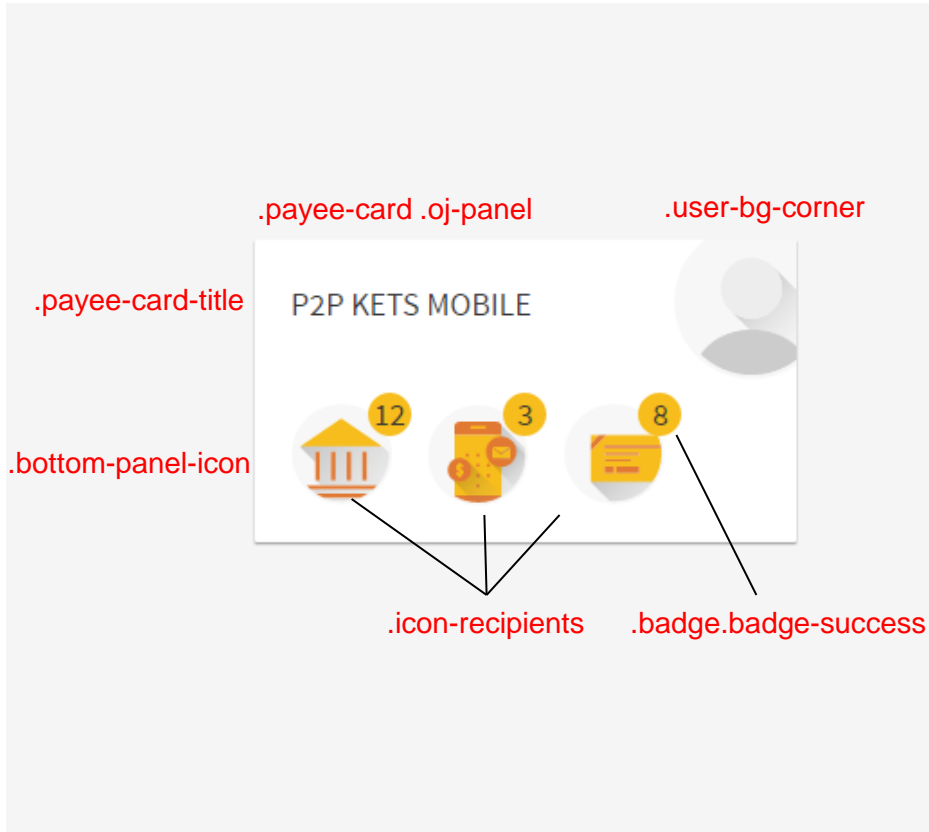 .payee-card .oj-panel
.user-bg-corner
.payee-card-title
P2P KETS MOBILE
12
3
8
.bottom-panel-icon
$
.icon-recipients
.badge.badge-success